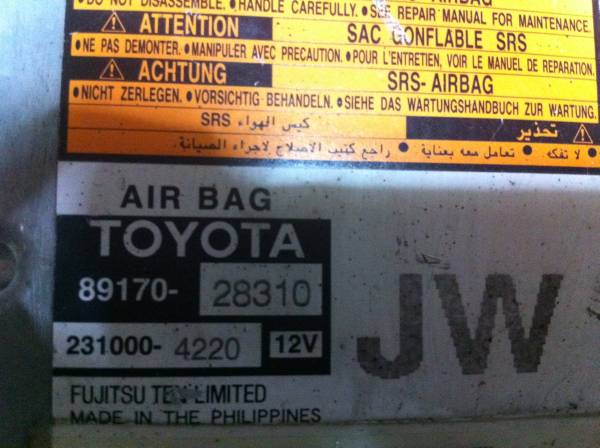 •DO NOT DISASSEMBLE. •HANDLE CAREFULLY. •SEE REPAIR MANUAL FOR MAINTENANCE.
AIRBAG
ATTENTION SAC GONFLABLE SRS
•NE PAS DEMONTER. •MANIPULER AVEC PRECAUTION. •POUR L'ENTRETIEN, VOIR LE MANUEL DE REPARATION.
ACHTUNG SRS-AIRBAG
•NICHT ZERLEGEN. •VORSICHTIG BEHANDELN. •SIEHE DAS WARTUNGSHANDBUCH ZUR WARTUNG.
تحذير كيس الهواء SRS
• لا تفكه • تعامل معه بعناية • راجع كتيب الاصلاح لاجراء الصيانة.
AIR BAG
TOYOTA
89170- 28310
231000- 4220 12V
JW
FUJITSU TEN LIMITED
MADE IN THE PHILIPPINES